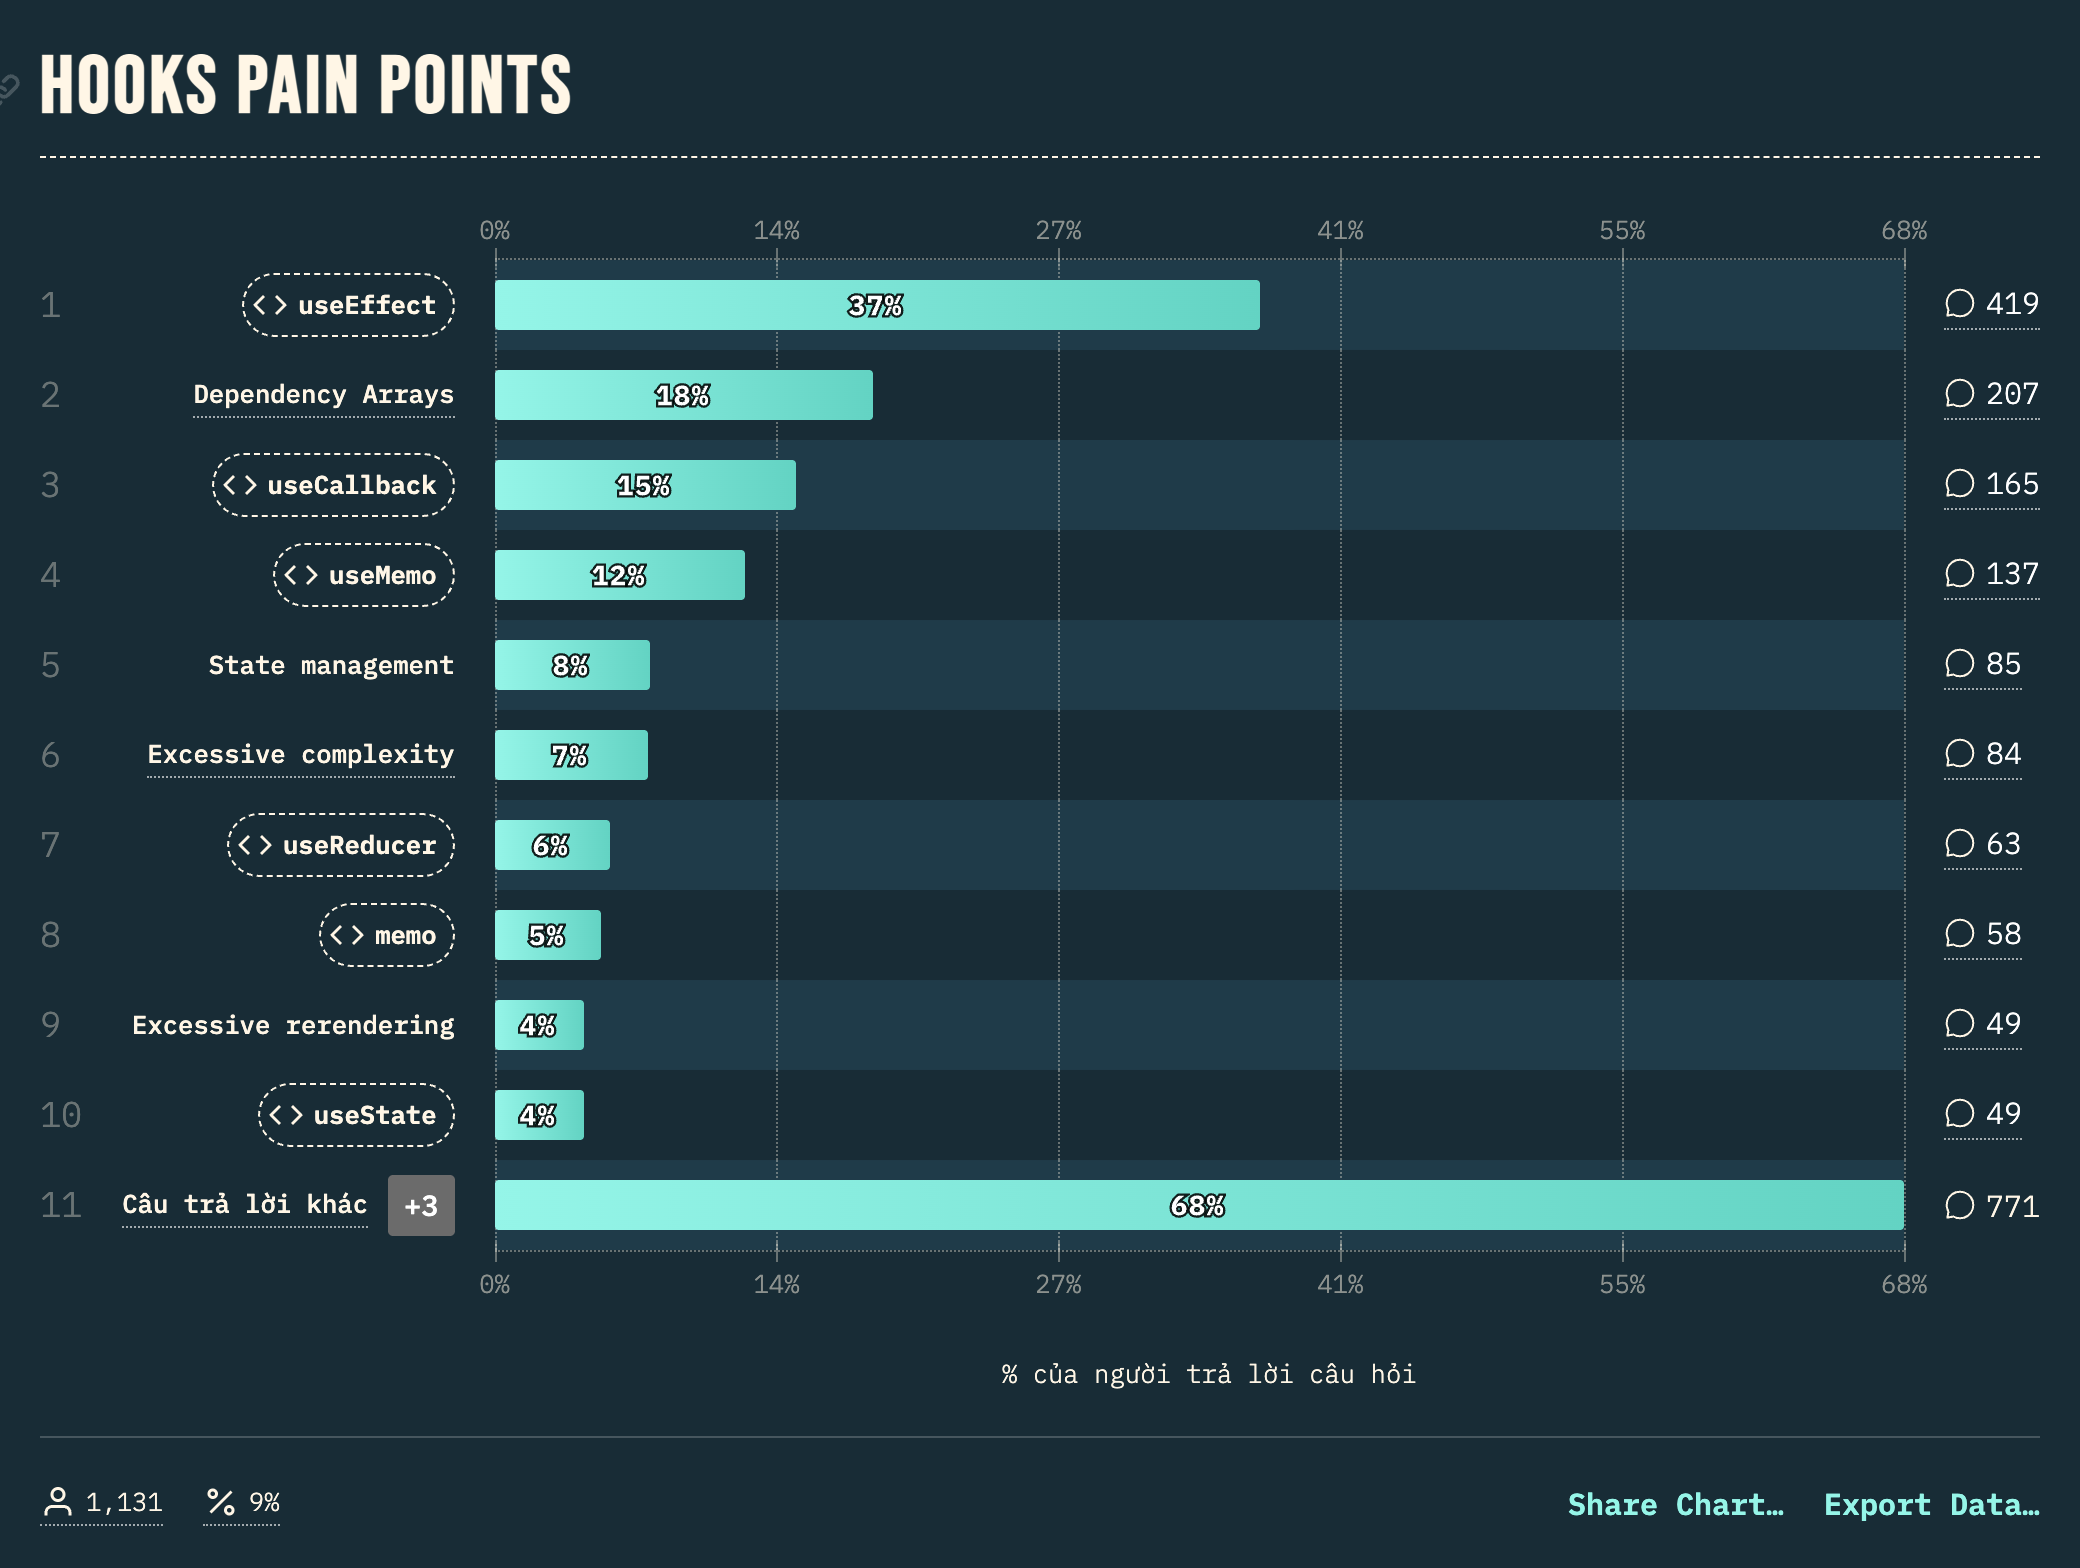 HOOKS PAIN POINTS
0% 14% 27% 41% 55% 68%
1 <> useEffect 37% 419
2 Dependency Arrays 18% 207
3 <> useCallback 15% 165
4 <> useMemo 12% 137
5 State management 8% 85
6 Excessive complexity 7% 84
7 <> useReducer 6% 63
8 <> memo 5% 58
9 Excessive rerendering 4% 49
10 <> useState 4% 49
11 Câu trả lời khác +3 68% 771
0% 14% 27% 41% 55% 68%
% của người trả lời câu hỏi
1,131 % 9% Share Chart… Export Data…